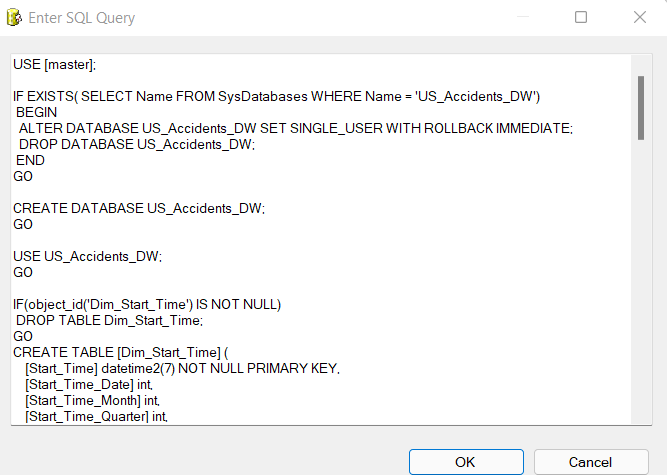 Enter SQL Query
USE [master];
IF EXISTS( SELECT Name FROM SysDatabases WHERE Name = 'US_Accidents_DW')
BEGIN
ALTER DATABASE US_Accidents_DW SET SINGLE_USER WITH ROLLBACK IMMEDIATE;
DROP DATABASE US_Accidents_DW;
END
GO
CREATE DATABASE US_Accidents_DW;
GO
USE US_Accidents_DW;
GO
IF(object_id('Dim_Start_Time') IS NOT NULL)
DROP TABLE Dim_Start_Time;
GO
CREATE TABLE [Dim_Start_Time] (
[Start_Time] datetime2(7) NOT NULL PRIMARY KEY,
[Start_Time_Date] int,
[Start_Time_Month] int,
[Start_Time_Quarter] int,
OK Cancel